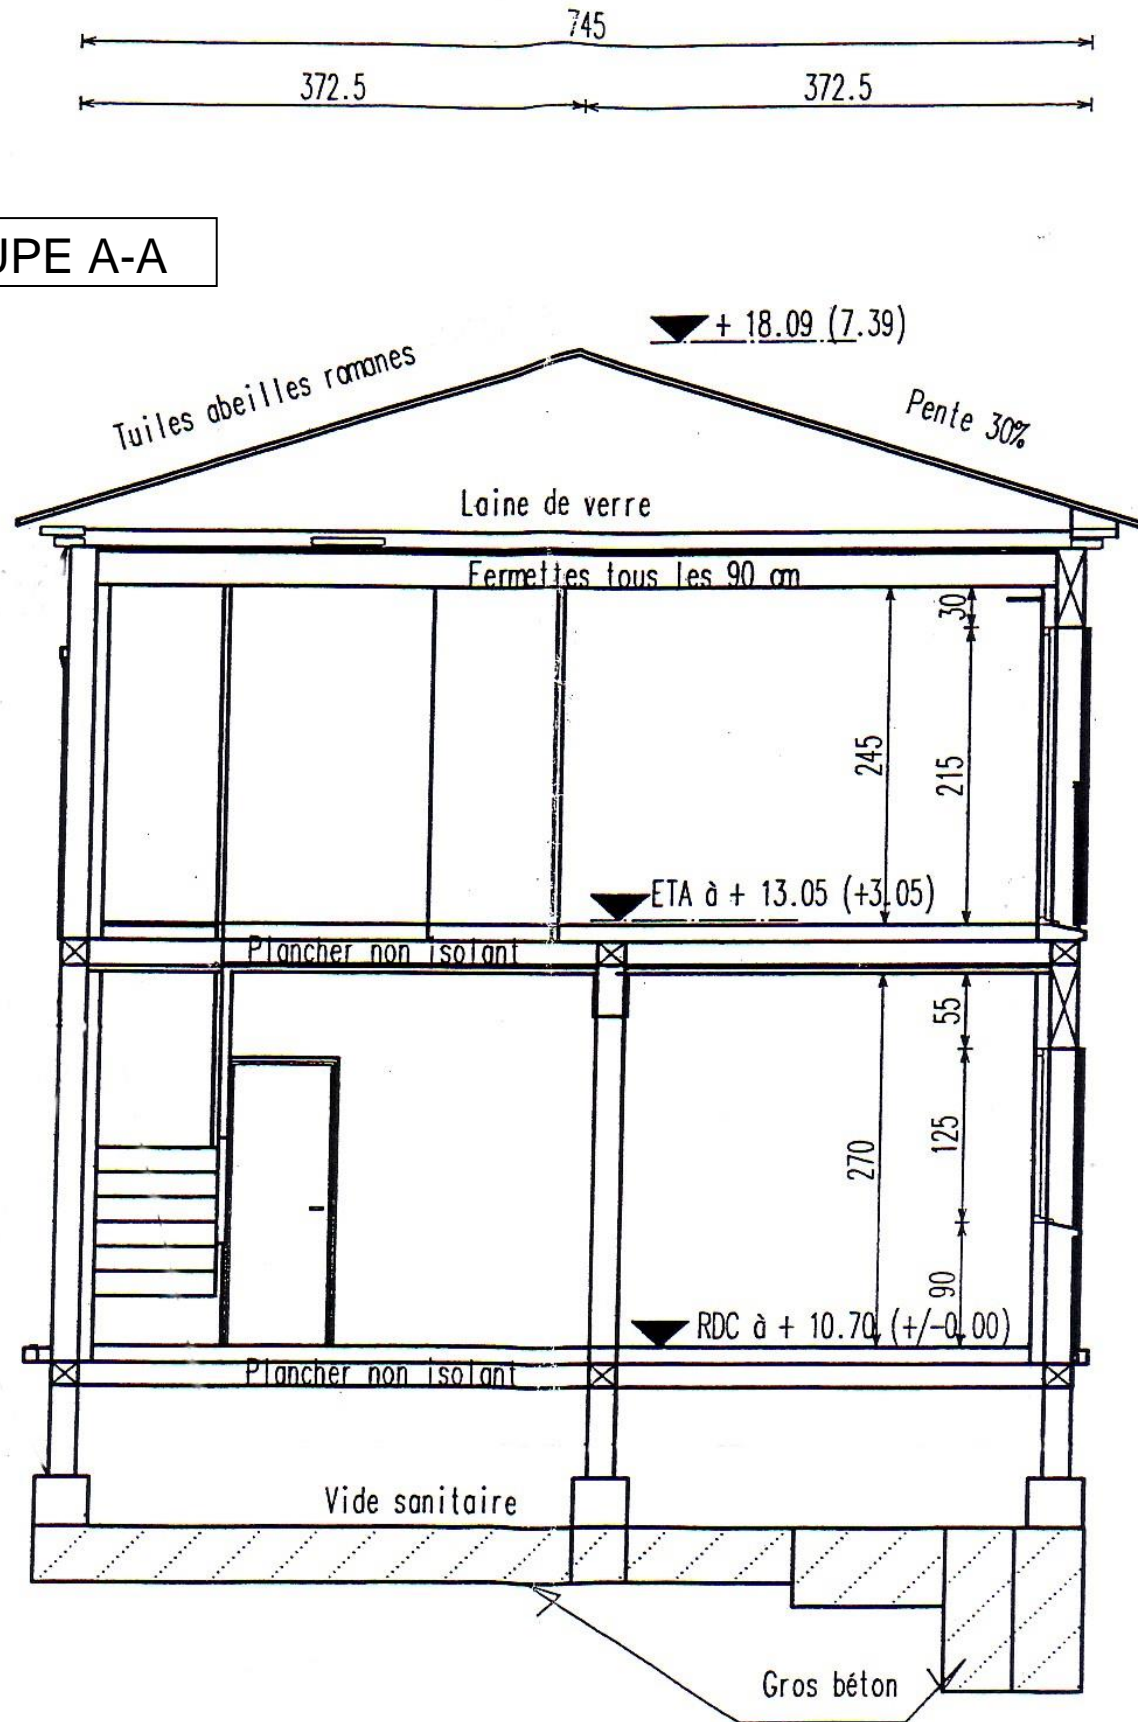 745
372.5
372.5
UPE A-A
+ 18.09 (7.39)
Tuiles abeilles romanes
Pente 30%
Laine de verre
Fermettes tous les 90 cm
30
245
215
ETA à + 13.05 (+3.05)
Plancher non isolant
55
125
270
90
RDC à + 10.70 (+/-0.00)
Plancher non isolant
Vide sanitaire
Gros béton